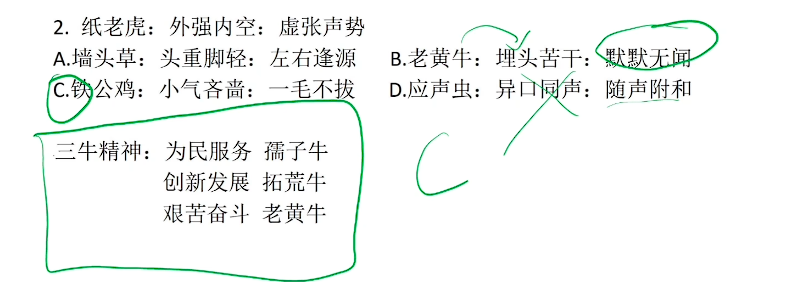 2. 纸老虎：外强内空：虚张声势
A.墙头草：头重脚轻：左右逢源 B.老黄牛：埋头苦干：默默无闻
C.铁公鸡：小气吝啬：一毛不拔 D.应声虫：异口同声：随声附和
三牛精神：为民服务 孺子牛
创新发展 拓荒牛
艰苦奋斗 老黄牛
C